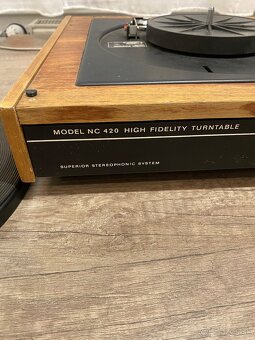 MODEL NC 420 HIGH FIDELITY TURNTABLE
SUPERIOR STEREOPHONIC SYSTEM